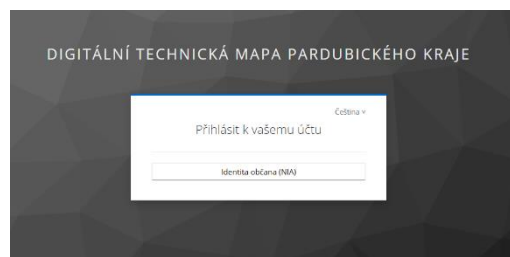 DIGITÁLNÍ TECHNICKÁ MAPA PARDUBICKÉHO KRAJE
Čeština
Přihlásit k vašemu účtu
Identita občana (NIA)